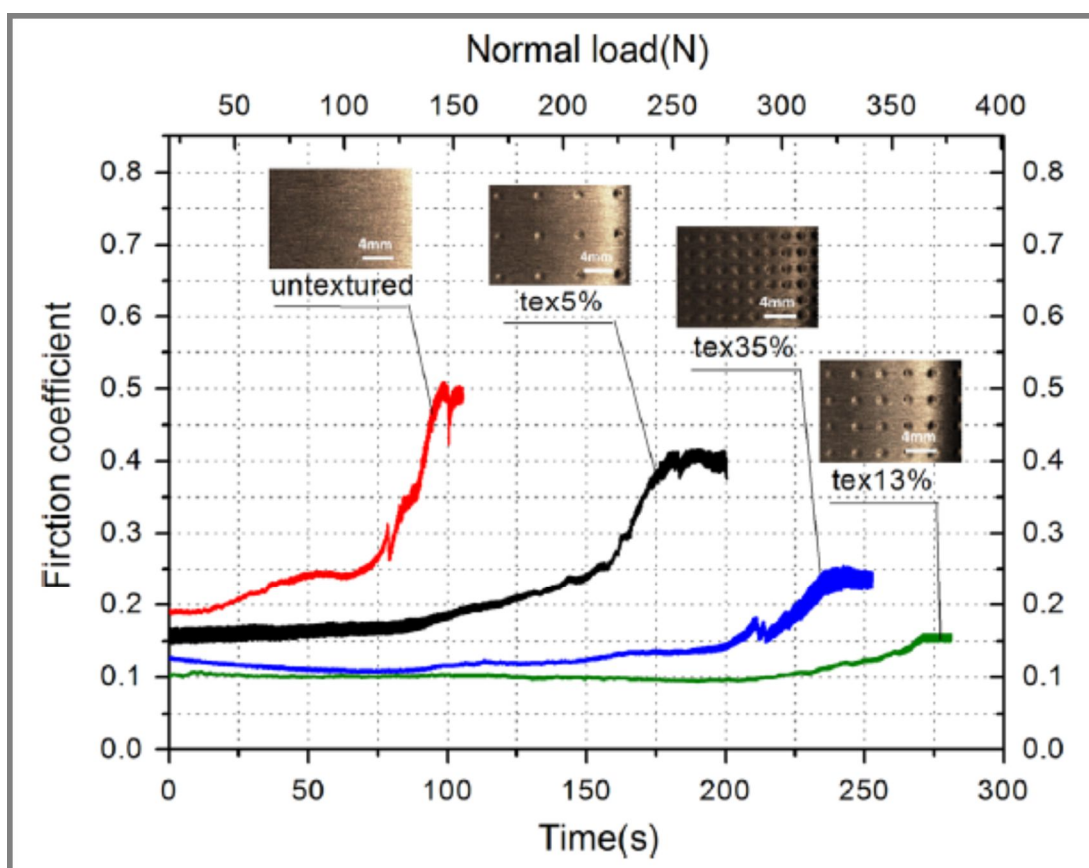 Normal load(N)
50 100 150 200 250 300 350 400
0.8 0.8
0.7 4mm 4mm 0.7
untextured
tex5%
0.6 4mm 0.6
tex35%
0.5 0.5
4mm
0.4 0.4
tex13%
0.3 0.3
0.2 0.2
0.1 0.1
0.0 0.0
0 50 100 150 200 250 300
Time(s)
Firction coefficient